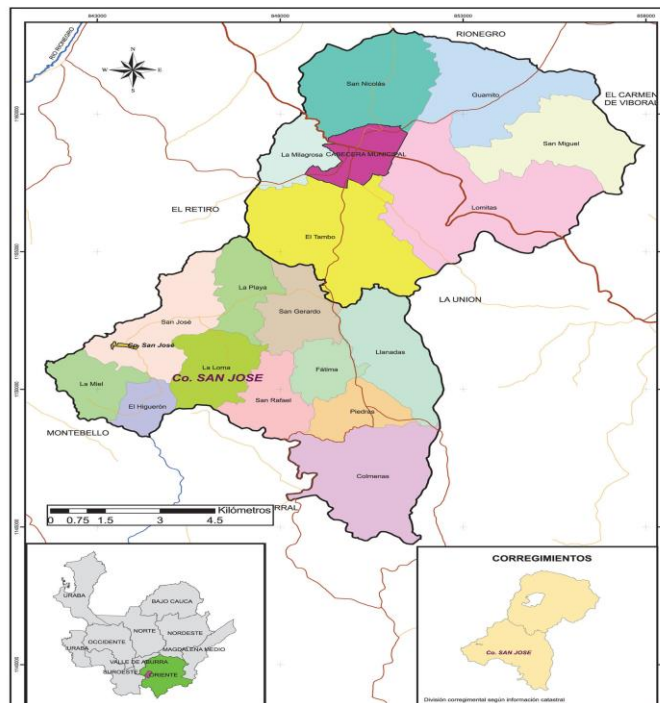 RIO RIONEGRO
N
W
E
S
RIONEGRO
San Nicolás
Guarnito
EL CARMEN
DE VIBORAL
La Milagrosa
CABECERA MUNICIPAL
San Miguel
EL RETIRO
Lomitas
El Tambo
La Playa
LA UNION
San Gerardo
San José
Co. San José
Llanadas
La Loma
Fátima
Co. SAN JOSE
La Miel
El Higuerón
San Rafael
Piedras
MONTEBELLO
Colmenas
Kilómetros
0 0.75 1.5 3 4.5
CORREGIMIENTOS
URABA
BAJO CAUCA
NORTE
NORDESTE
OCCIDENTE
URABA
MAGDALENA MEDIO
VALLE DE ABURRA
SUROESTE
ORIENTE
Co. SAN JOSE
División corregimental según información catastral